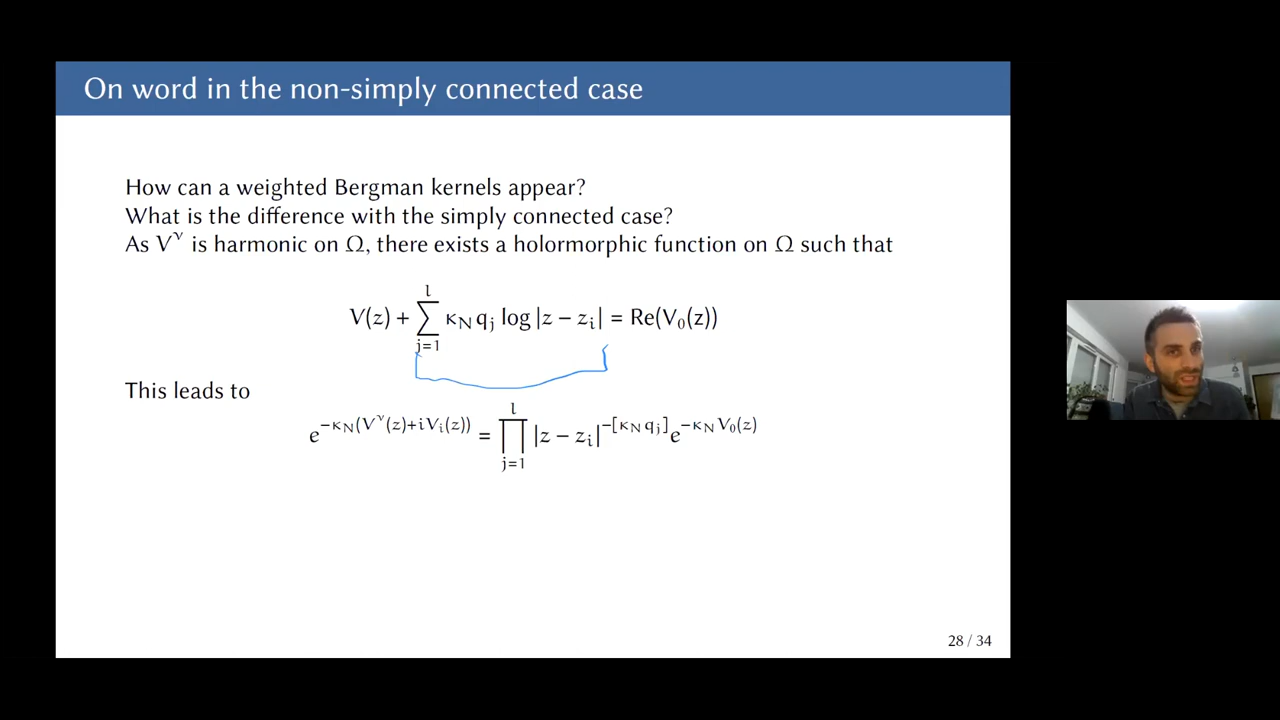 On word in the non-simply connected case
How can a weighted Bergman kernels appear?
What is the difference with the simply connected case?
As V^ν is harmonic on Ω, there exists a holormorphic function on Ω such that
V(z) + ∑_{j=1}^{l} κ_N q_j log |z − z_i| = Re(V_0(z))
This leads to
e^{−κ_N(V^ν(z)+iV_i(z))} = ∏_{j=1}^{l} |z − z_i|^{−[κ_N q_j]} e^{−κ_N V_0(z)}
28 / 34